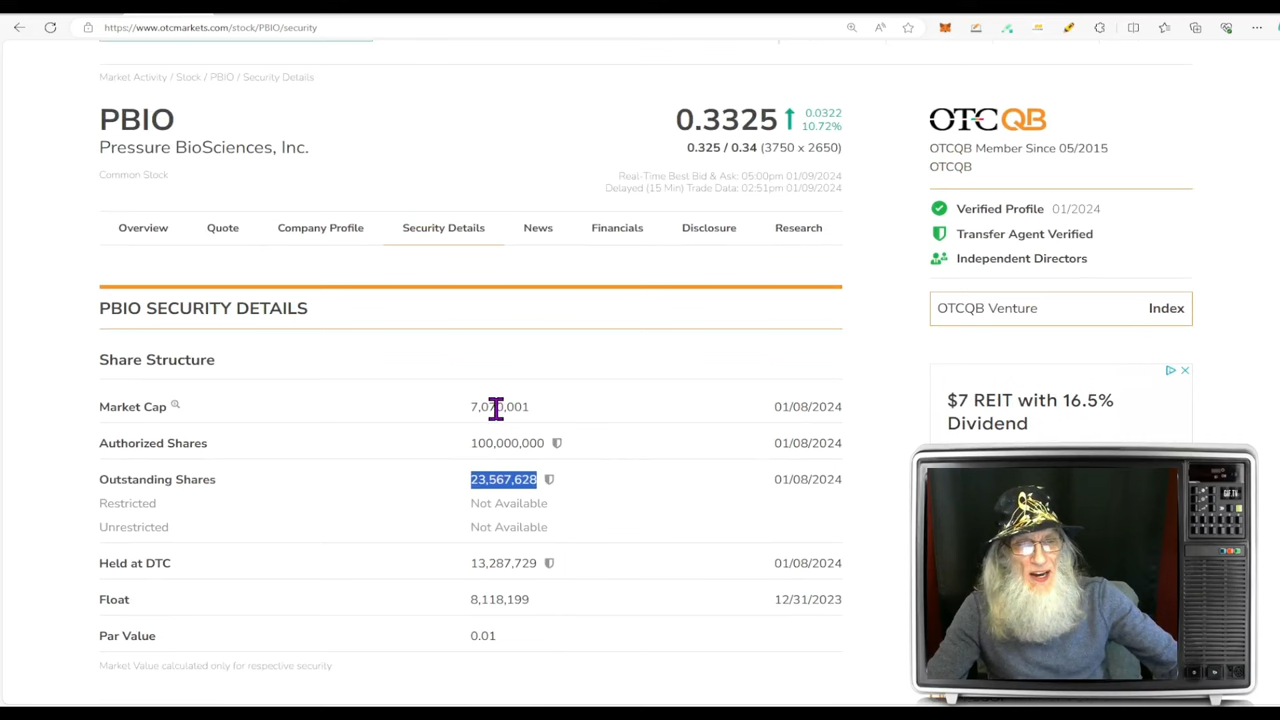 https://www.otcmarkets.com/stock/PBIO/security
Market Activity / Stock / PBIO / Security Details
PBIO
Pressure BioSciences, Inc.
Common Stock
0.3325 0.0322
10.72%
0.325 / 0.34 (3750 x 2650)
Real-Time Best Bid & Ask: 05:00pm 01/09/2024
Delayed (15 Min) Trade Data: 02:51pm 01/09/2024
Overview Quote Company Profile Security Details News Financials Disclosure Research
PBIO SECURITY DETAILS
Share Structure
Market Cap 7,070,001 01/08/2024
Authorized Shares 100,000,000 01/08/2024
Outstanding Shares 23,567,628 01/08/2024
Restricted Not Available
Unrestricted Not Available
Held at DTC 13,287,729 01/08/2024
Float 8,118,199 12/31/2023
Par Value 0.01
Market Value calculated only for respective security
OTCQB
OTCQB Member Since 05/2015
OTCQB
Verified Profile 01/2024
Transfer Agent Verified
Independent Directors
OTCQB Venture Index
$7 REIT with 16.5%
Dividend